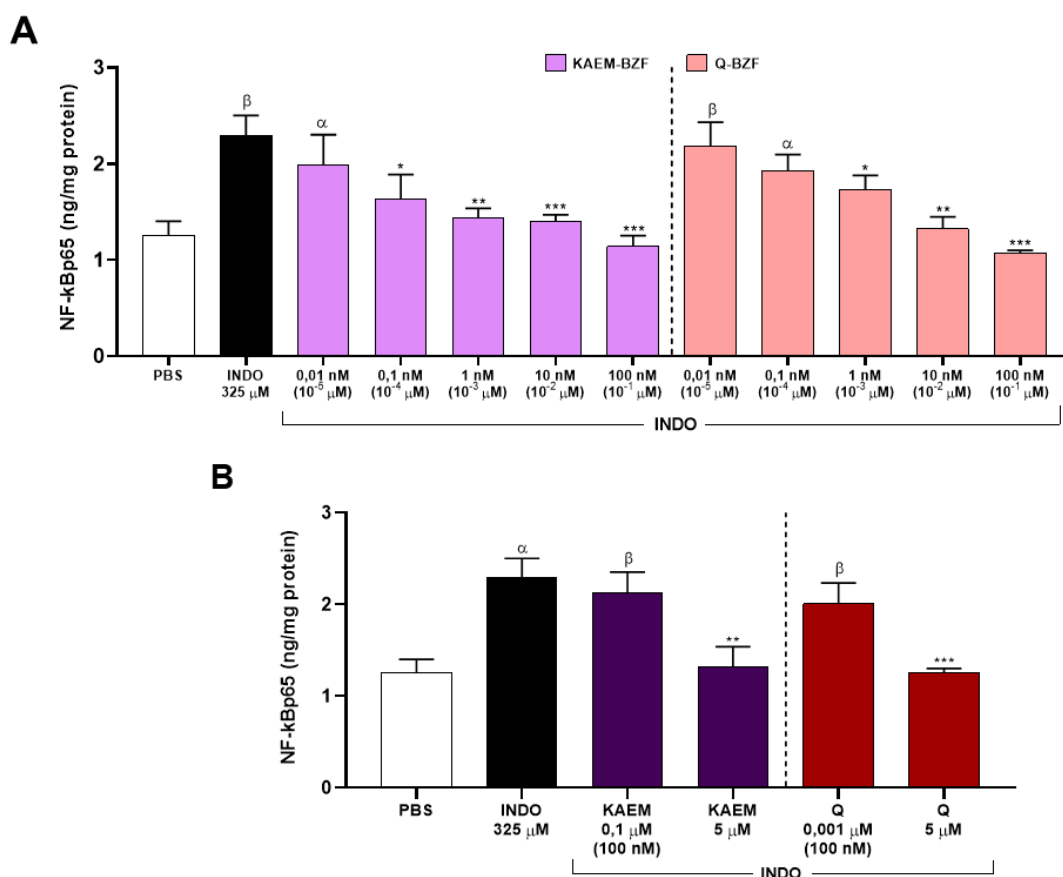 A
KAEM-BZF
Q-BZF
NF-kBp65 (ng/mg protein)
3
2
1
0
β
α
*
**
***
***
β
α
*
**
***
PBS
INDO
325 μM
0,01 nM
(10⁻⁵ μM)
0,1 nM
(10⁻⁴ μM)
1 nM
(10⁻³ μM)
10 nM
(10⁻² μM)
100 nM
(10⁻¹ μM)
0,01 nM
(10⁻⁵ μM)
0,1 nM
(10⁻⁴ μM)
1 nM
(10⁻³ μM)
10 nM
(10⁻² μM)
100 nM
(10⁻¹ μM)
INDO
B
NF-kBp65 (ng/mg protein)
3
2
1
0
α
β
**
β
***
PBS
INDO
325 μM
KAEM
0,1 μM
(100 nM)
KAEM
5 μM
Q
0,001 μM
(100 nM)
Q
5 μM
INDO